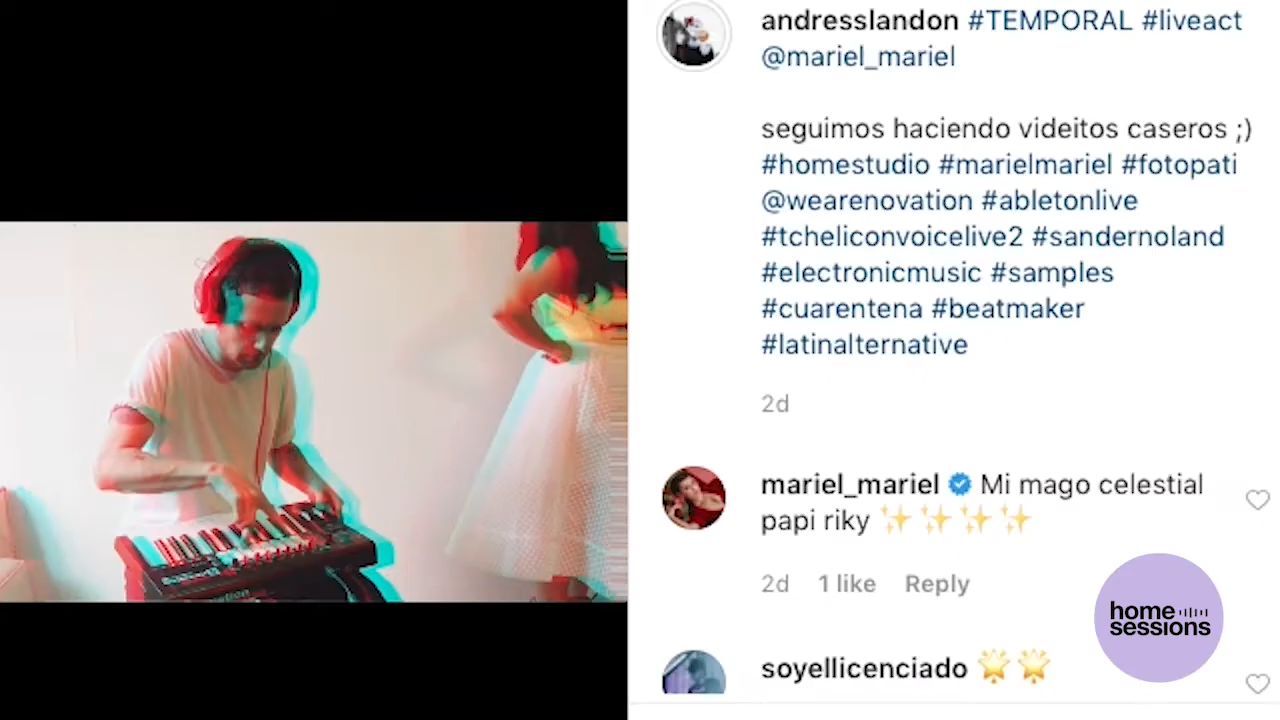 andresslandon #TEMPORAL #liveact
@mariel_mariel
seguimos haciendo videitos caseros ;)
#homestudio #marielmariel #fotopati
@wearenovation #abletonlive
#tcheliconvoicelive2 #sandernoland
#electronicmusic #samples
#cuarentena #beatmaker
#latinalternative
2d
mariel_mariel Mi mago celestial
papi riky ✨✨✨✨
2d 1 like Reply
soyellicenciado 🌟🌟
home
sessions